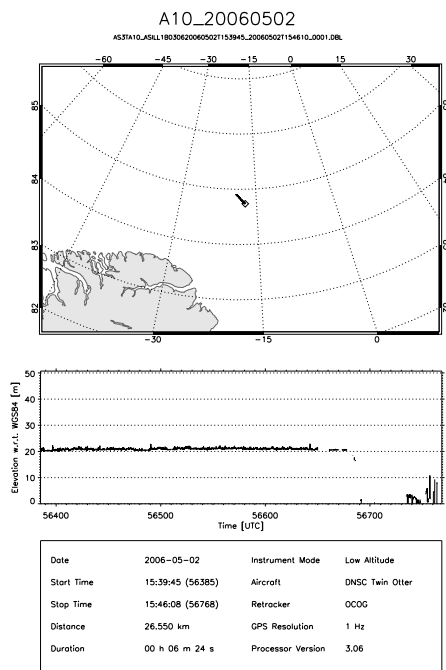 A10_20060502
AS3TA10_ASILL1B030620060502T153945_20060502T154610_0001.DBL
-60 -45 -30 -15 0 15 30
85
84
83
82
-30 -15 0
Elevation w.r.t. WGS84 [m]
50
40
30
20
10
0
56400 56500 56600 56700
Time [UTC]
Date 2006-05-02 Instrument Mode Low Altitude
Start Time 15:39:45 (56385) Aircraft DNSC Twin Otter
Stop Time 15:46:08 (56768) Retracker OCOG
Distance 26.550 km GPS Resolution 1 Hz
Duration 00 h 06 m 24 s Processor Version 3.06